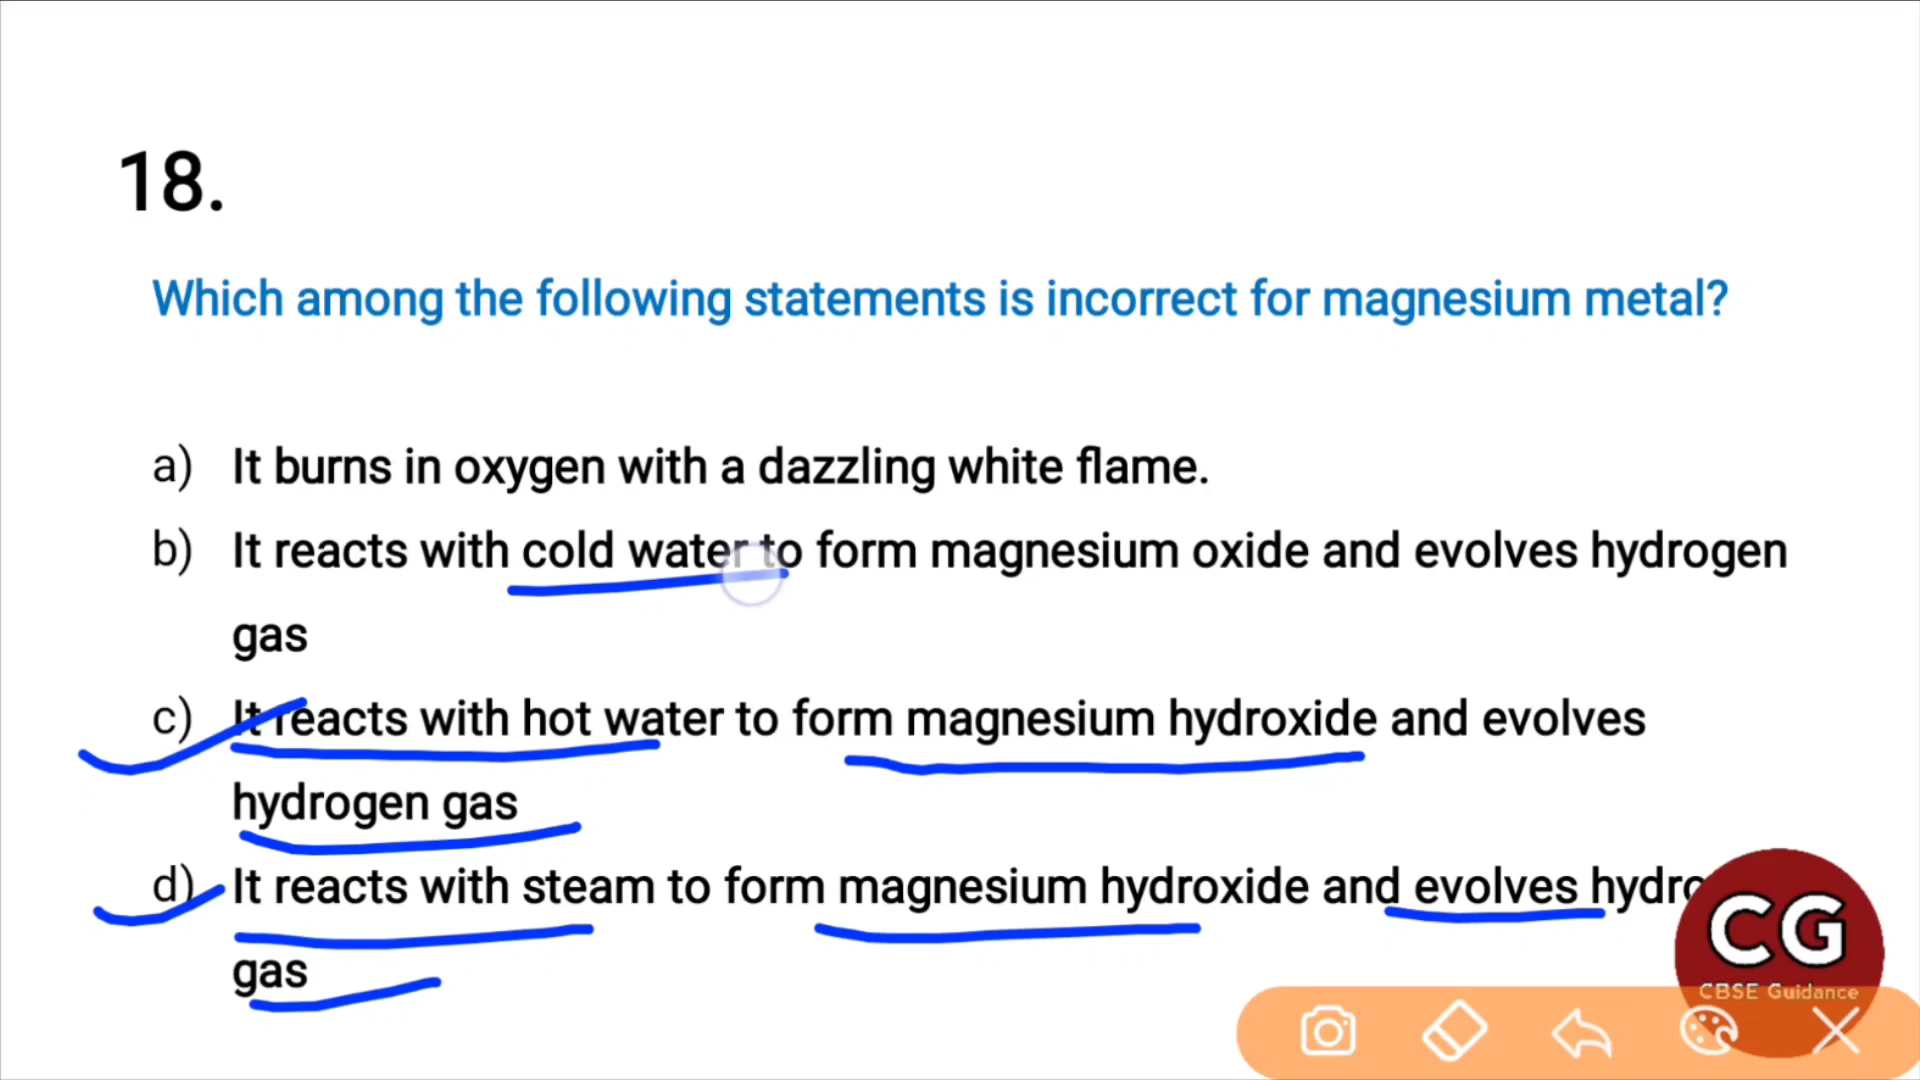 18.
Which among the following statements is incorrect for magnesium metal?
a) It burns in oxygen with a dazzling white flame.
b) It reacts with cold water to form magnesium oxide and evolves hydrogen
gas
c) It reacts with hot water to form magnesium hydroxide and evolves
hydrogen gas
d) It reacts with steam to form magnesium hydroxide and evolves hydro
gas
CG
CBSE Guidance